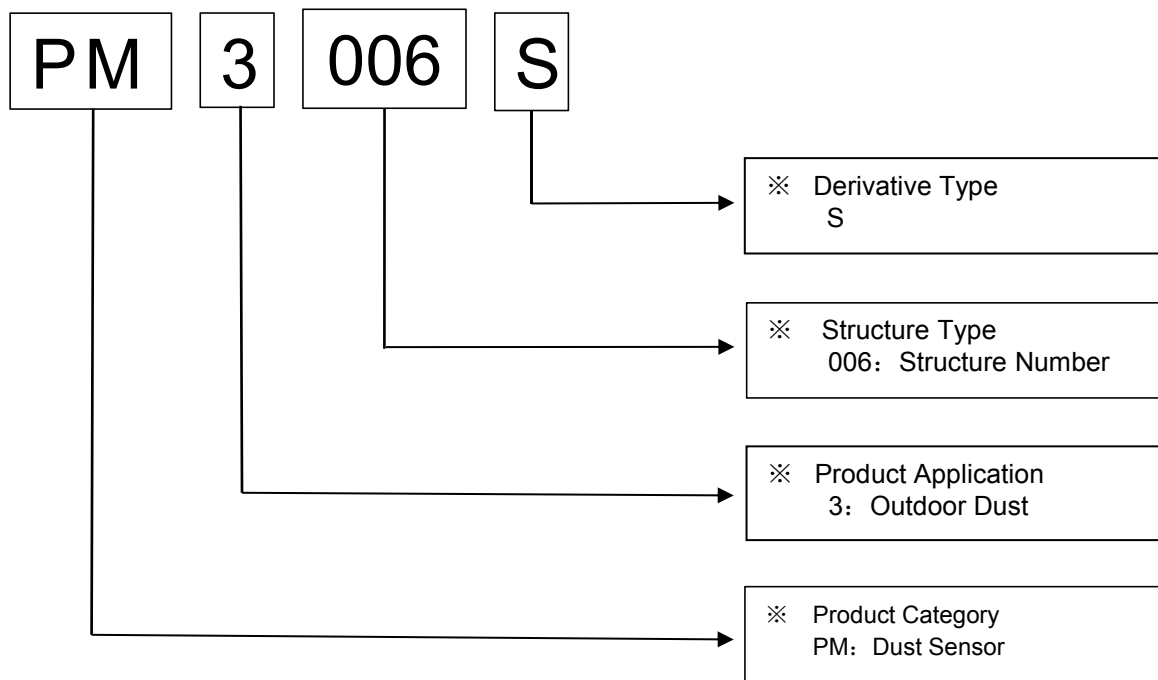 PM 3 006 S
※ Derivative Type
S
※ Structure Type
006：Structure Number
※ Product Application
3：Outdoor Dust
※ Product Category
PM：Dust Sensor